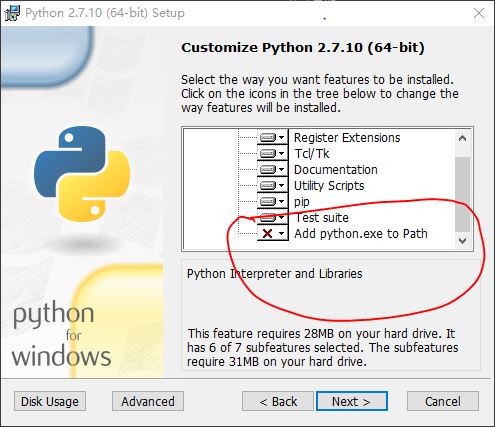 Python 2.7.10 (64-bit) Setup
Customize Python 2.7.10 (64-bit)
Select the way you want features to be installed.
Click on the icons in the tree below to change the
way features will be installed.
Register Extensions
Tcl/Tk
Documentation
Utility Scripts
pip
Test suite
Add python.exe to Path
Python Interpreter and Libraries
This feature requires 28MB on your hard drive. It
has 6 of 7 subfeatures selected. The subfeatures
require 31MB on your hard drive.
python
for
windows
Disk Usage
Advanced
< Back
Next >
Cancel